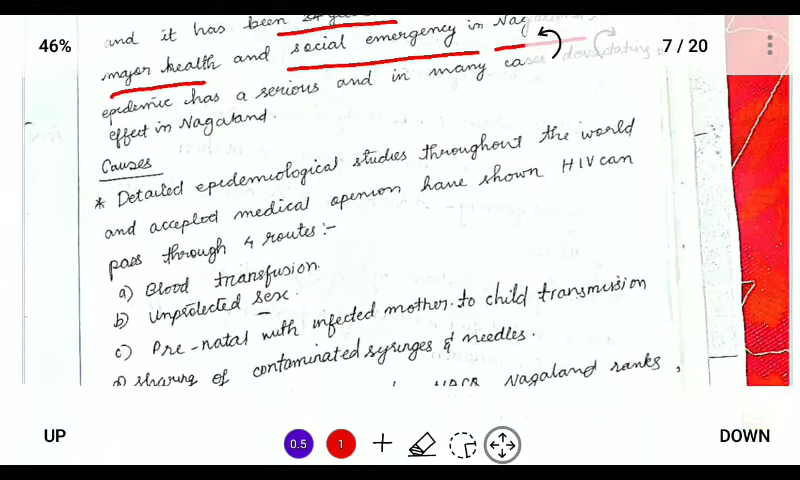 and it has been
46%
major health and social emergency in Nag
7 / 20
epidemic has a serious and in many cases devastating
effect in Nagaland.
Causes
* Detailed epidemiological studies throughout the world
and accepted medical openion have shown HIV can
pass through 4 routes:-
a) Blood transfusion.
b) Unprotected sex.
c) Pre-natal with infected mother to child transmission
d) sharing of contaminated syringes & needles.
NACR Nagaland ranks,
UP
0.5
1
DOWN